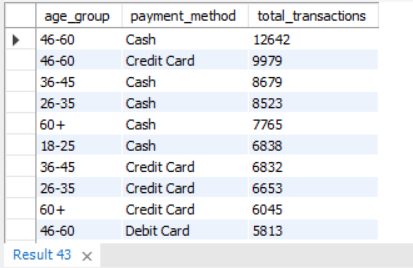 age_group payment_method total_transactions
46-60 Cash 12642
46-60 Credit Card 9979
36-45 Cash 8679
26-35 Cash 8523
60+ Cash 7765
18-25 Cash 6838
36-45 Credit Card 6832
26-35 Credit Card 6653
60+ Credit Card 6045
46-60 Debit Card 5813
Result 43